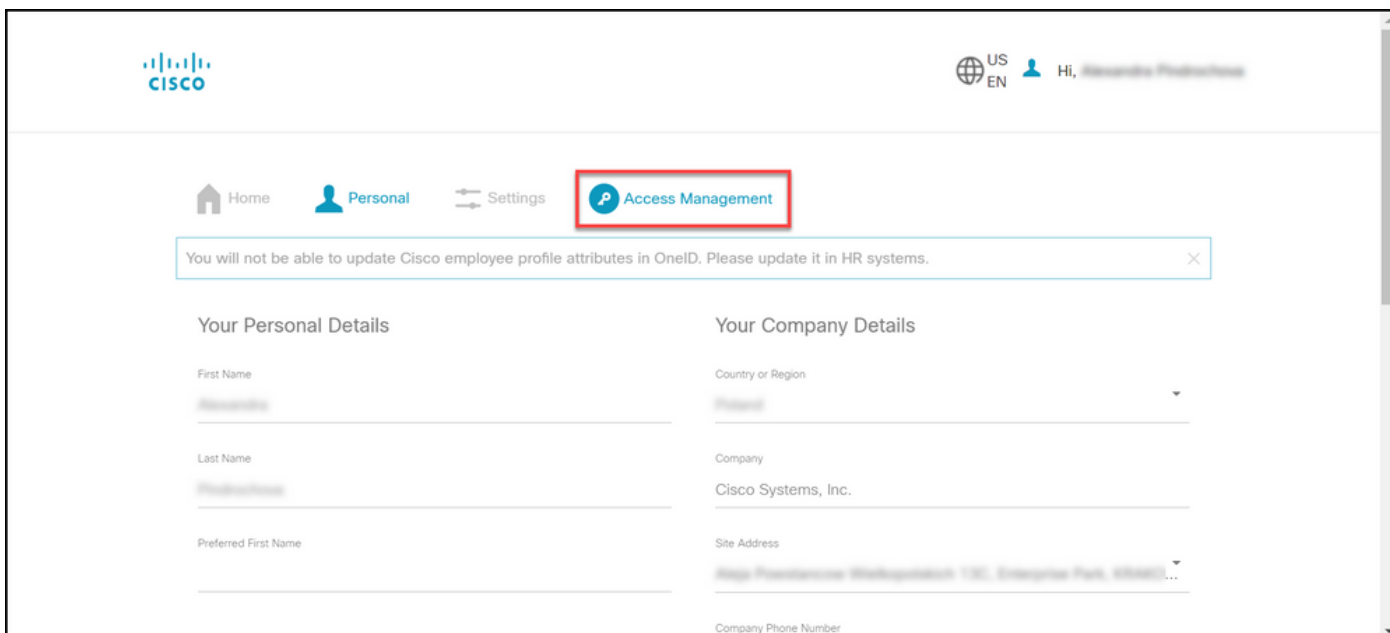 CISCO
US
EN
Hi,
Home
Personal
Settings
Access Management
You will not be able to update Cisco employee profile attributes in OneID. Please update it in HR systems.
Your Personal Details
Your Company Details
First Name
Country or Region
Last Name
Company
Cisco Systems, Inc.
Preferred First Name
Site Address
Company Phone Number